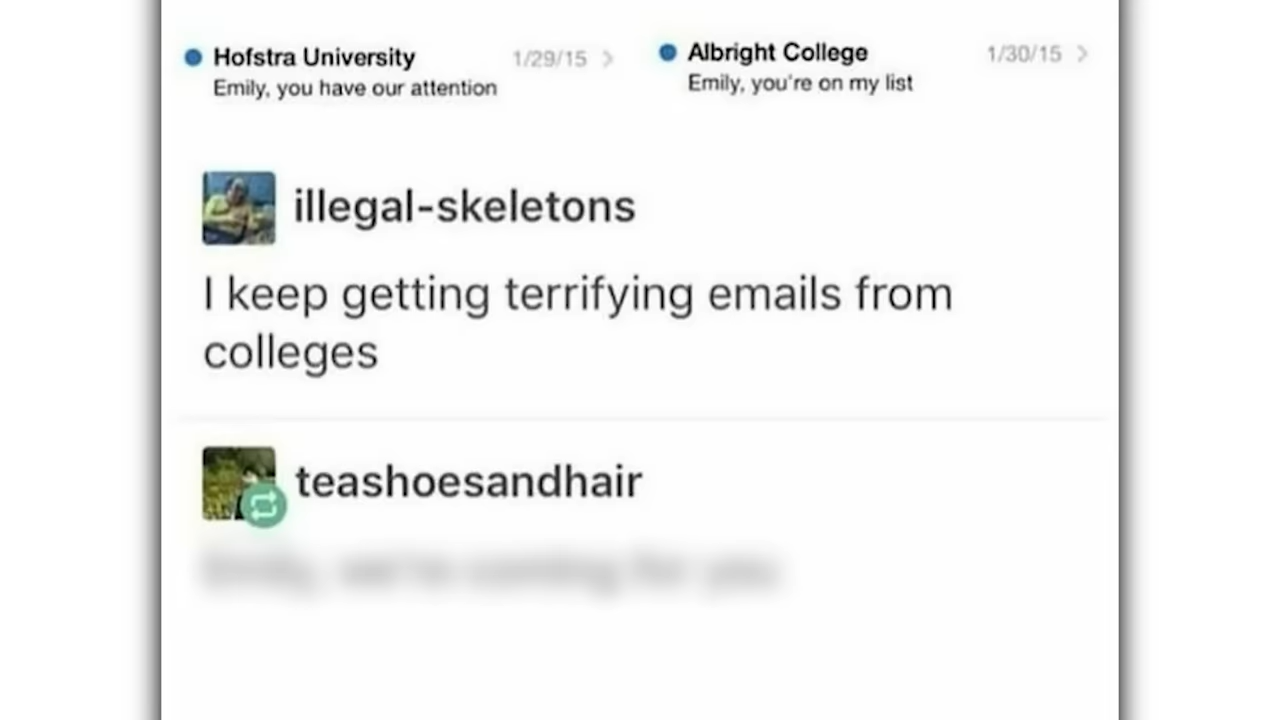 Hofstra University 1/29/15 >
Emily, you have our attention
Albright College 1/30/15 >
Emily, you're on my list
illegal-skeletons
I keep getting terrifying emails from
colleges
teashoesandhair